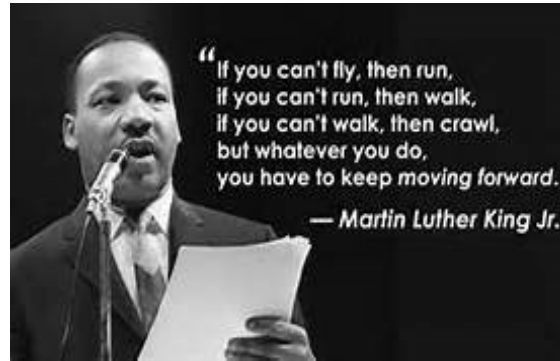 “If you can't fly, then run,
if you can't run, then walk,
if you can't walk, then crawl,
but whatever you do,
you have to keep moving forward.
— Martin Luther King Jr.